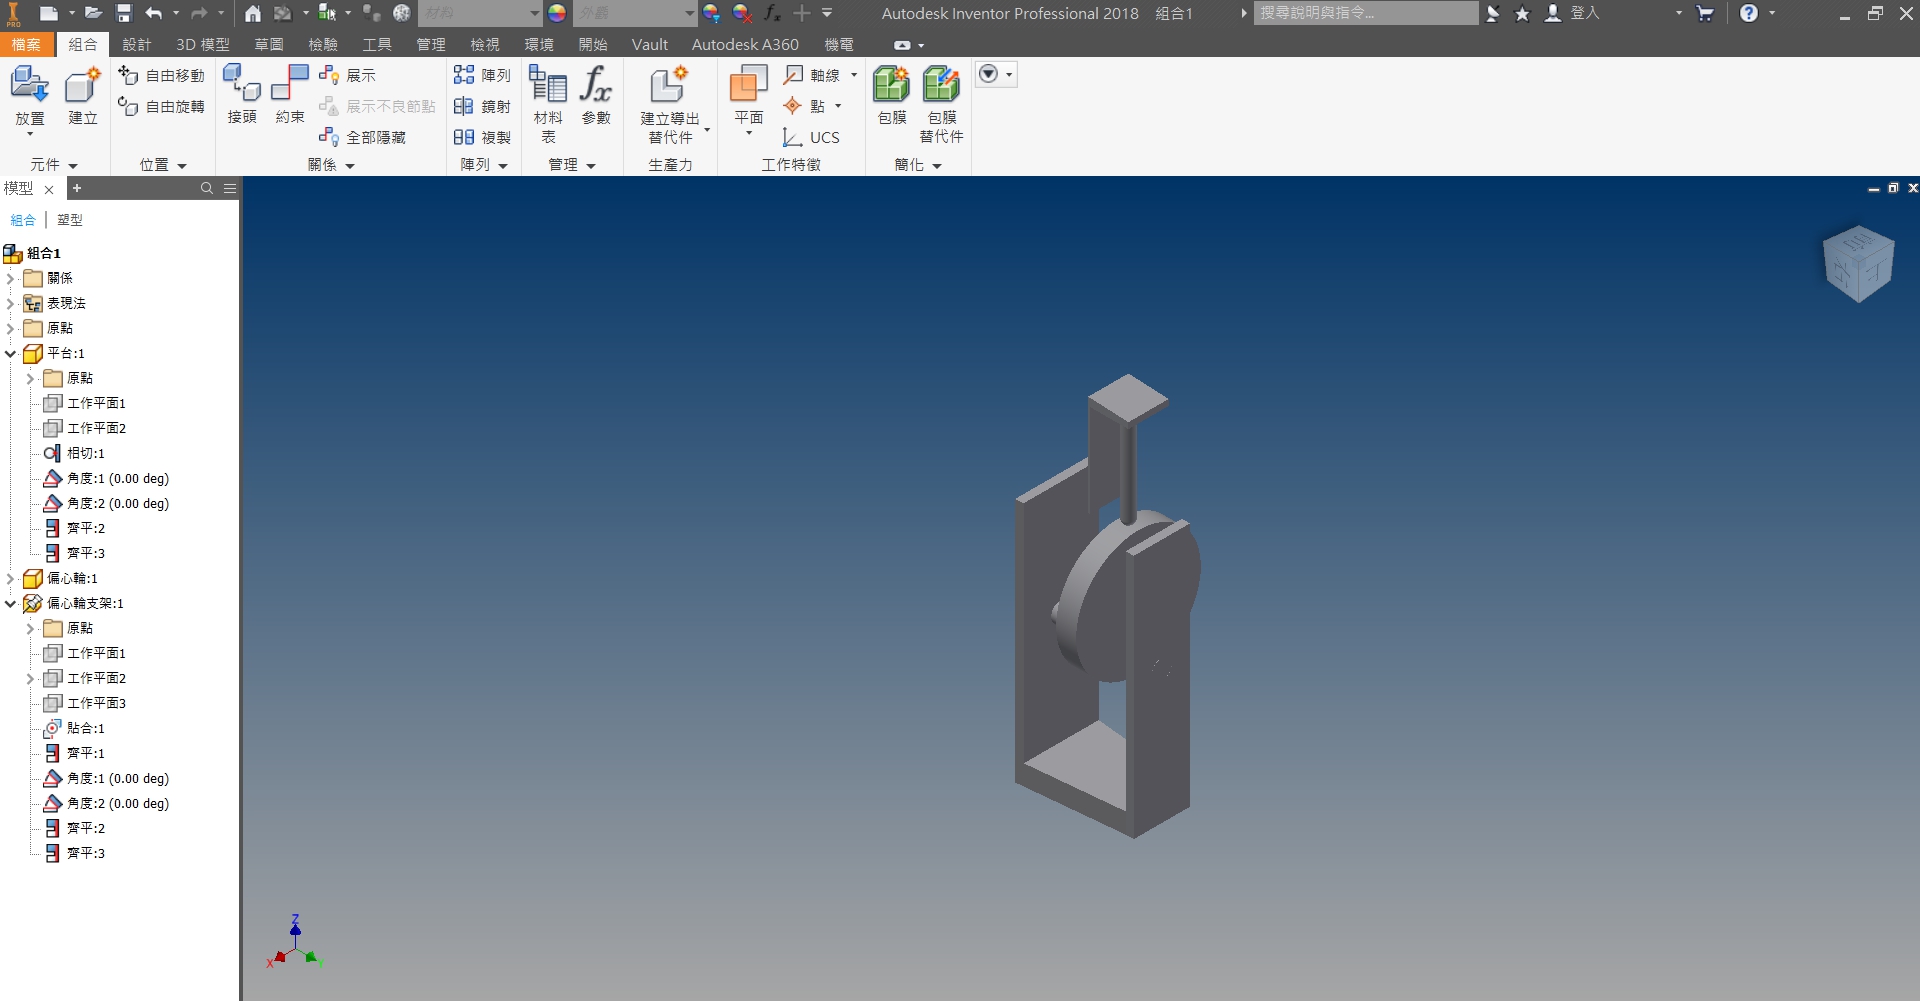 PRO
材料
外觀
Autodesk Inventor Professional 2018 組合1
搜尋說明與指令...
登入
檔案 組合 設計 3D 模型 草圖 檢驗 工具 管理 檢視 環境 開始 Vault Autodesk A360 機電
放置
建立
元件
自由移動
自由旋轉
位置
接頭
約束
展示
展示不良節點
全部隱藏
關係
陣列
鏡射
複製
陣列
材料
表
fx
參數
管理
建立導出
替代件
生產力
平面
軸線
點
UCS
工作特徵
包膜
包膜
替代件
簡化
模型
組合 | 塑型
組合1
關係
表現法
原點
平台:1
原點
工作平面1
工作平面2
相切:1
角度:1 (0.00 deg)
角度:2 (0.00 deg)
齊平:2
齊平:3
偏心輪:1
偏心輪支架:1
原點
工作平面1
工作平面2
工作平面3
貼合:1
齊平:1
角度:1 (0.00 deg)
角度:2 (0.00 deg)
齊平:2
齊平:3
Z
X
Y